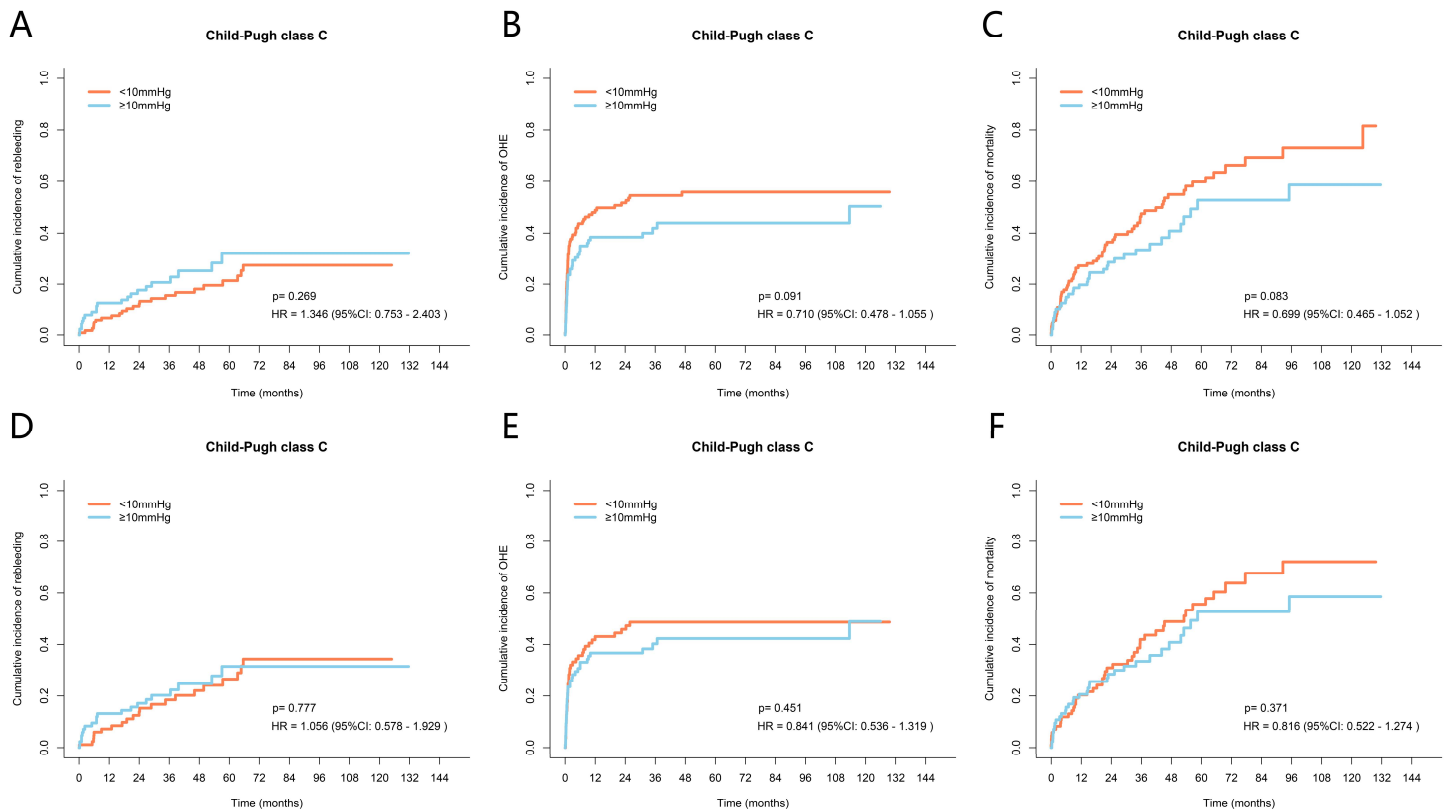 A
Child-Pugh class C
Cumulative incidence of rebleeding
1.0
0.8
0.6
0.4
0.2
0.0
<10mmHg
≥10mmHg
p= 0.269
HR = 1.346 (95%CI: 0.753 - 2.403 )
0 12 24 36 48 60 72 84 96 108 120 132 144
Time (months)
B
Child-Pugh class C
Cumulative incidence of OHE
1.0
0.8
0.6
0.4
0.2
0.0
<10mmHg
≥10mmHg
p= 0.091
HR = 0.710 (95%CI: 0.478 - 1.055 )
0 12 24 36 48 60 72 84 96 108 120 132 144
Time (months)
C
Child-Pugh class C
Cumulative incidence of mortality
1.0
0.8
0.6
0.4
0.2
0.0
<10mmHg
≥10mmHg
p= 0.083
HR = 0.699 (95%CI: 0.465 - 1.052 )
0 12 24 36 48 60 72 84 96 108 120 132 144
Time (months)
D
Child-Pugh class C
Cumulative incidence of rebleeding
1.0
0.8
0.6
0.4
0.2
0.0
<10mmHg
≥10mmHg
p= 0.777
HR = 1.056 (95%CI: 0.578 - 1.929 )
0 12 24 36 48 60 72 84 96 108 120 132 144
Time (months)
E
Child-Pugh class C
Cumulative incidence of OHE
1.0
0.8
0.6
0.4
0.2
0.0
<10mmHg
≥10mmHg
p= 0.451
HR = 0.841 (95%CI: 0.536 - 1.319 )
0 12 24 36 48 60 72 84 96 108 120 132 144
Time (months)
F
Child-Pugh class C
Cumulative incidence of mortality
1.0
0.8
0.6
0.4
0.2
0.0
<10mmHg
≥10mmHg
p= 0.371
HR = 0.816 (95%CI: 0.522 - 1.274 )
0 12 24 36 48 60 72 84 96 108 120 132 144
Time (months)